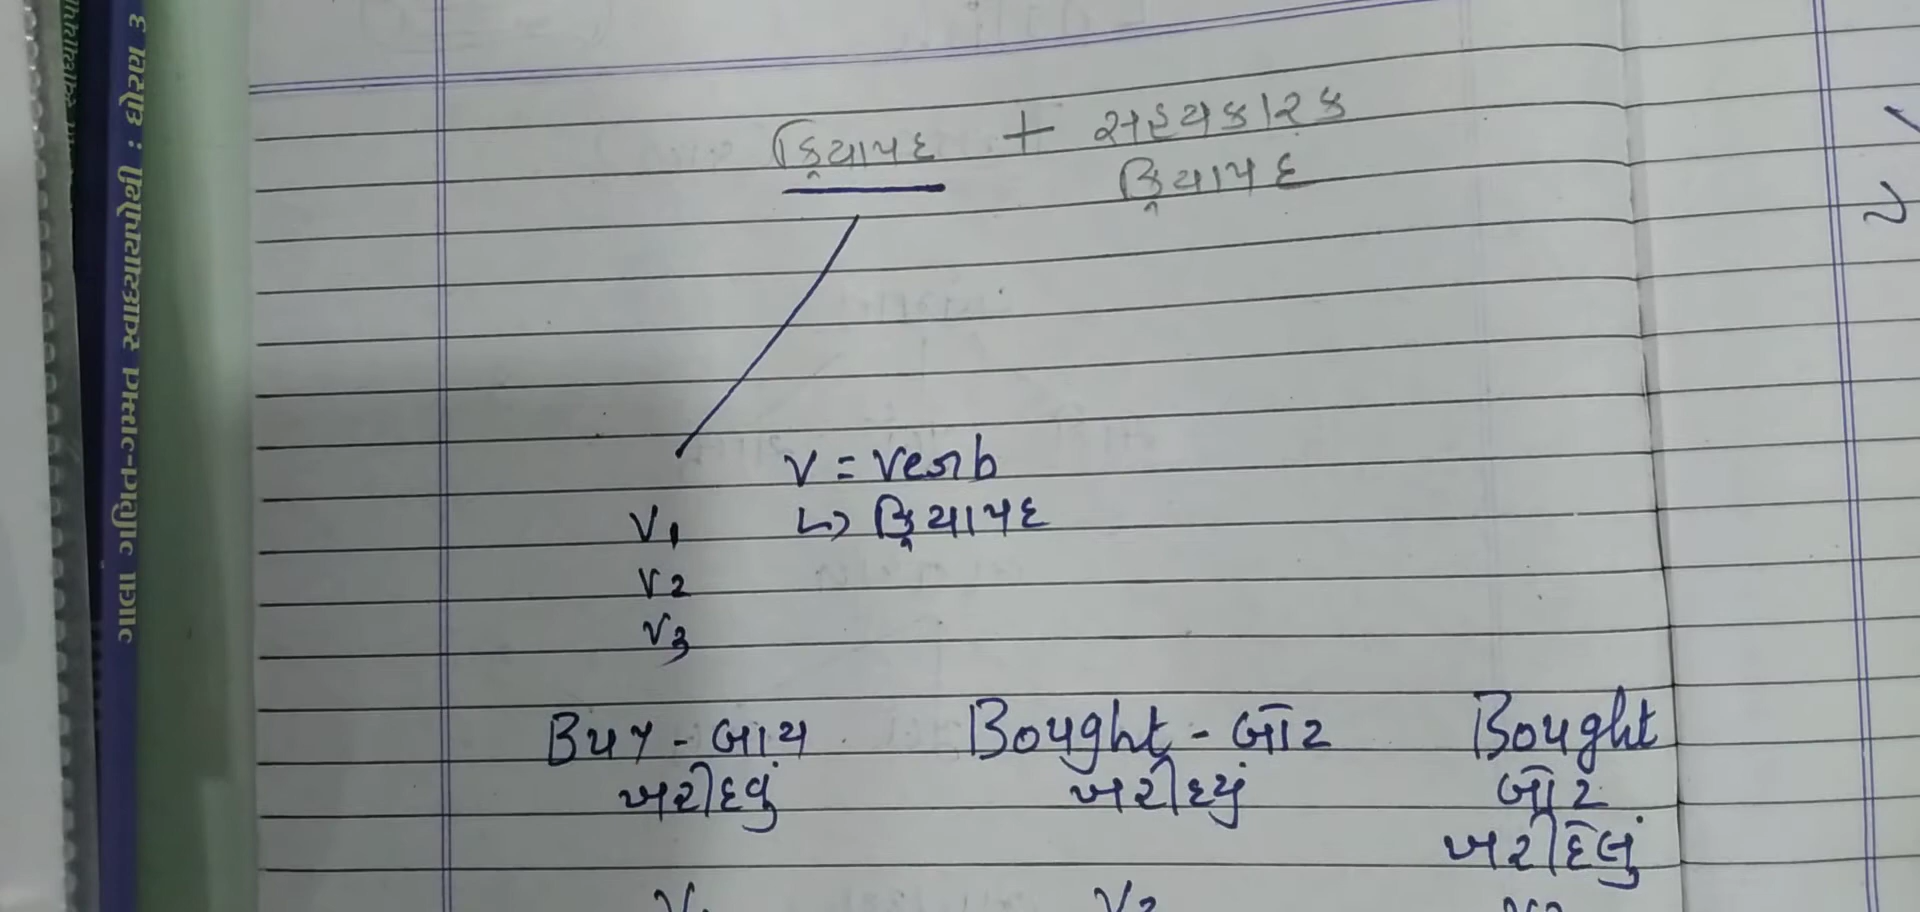 ક્રિયાપદ + સહાયકારક
ક્રિયાપદ
V = Verb
V1 ↳ ક્રિયાપદ
V2
V3
Buy - બાય Bought - બૉટ Bought
ખરીદવું ખરીદ્યું બૉટ
ખરીદેલું